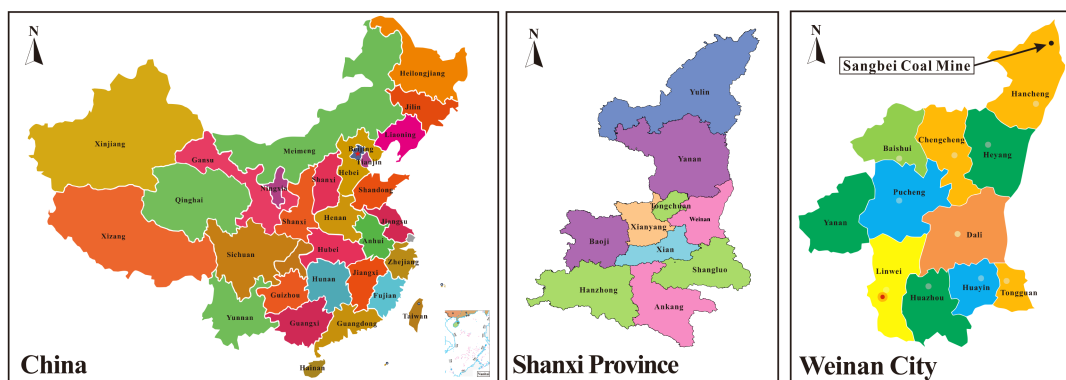 N
Heilongjiang
Jilin
Liaoning
Xinjiang
Gansu
Meimeng
Beijing
Tianjin
Hebei
Shanxi
Ningxia
Shandong
Qinghai
Shanxi
Henan
Jiangsu
Xizang
Anhui
Sichuan
Hubei
Zhejiang
Hunan
Jiangxi
Guizhou
Fujian
Yunnan
Guangxi
Guangdong
Taiwan
Hainan
China
N
Yulin
Yanan
Tongchuan
Weinan
Xianyang
Baoji
Xian
Shangluo
Hanzhong
Ankang
Shanxi Province
N
Sangbei Coal Mine
Hancheng
Chengcheng
Baishui
Heyang
Pucheng
Yanan
Dali
Linwei
Huayin
Huazhou
Tongguan
Weinan City